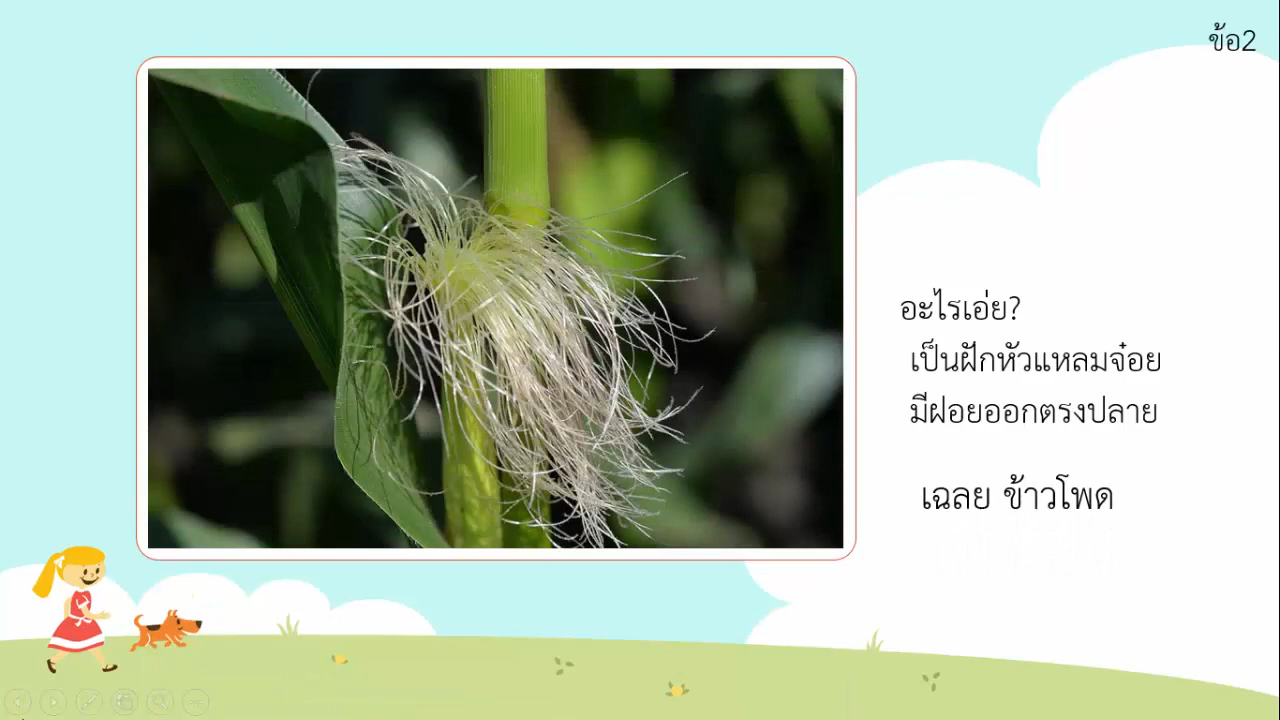 ข้อ2
อะไรเอ่ย?
เป็นฝักหัวแหลมจ๋อย
มีฝอยออกตรงปลาย
เฉลย ข้าวโพด